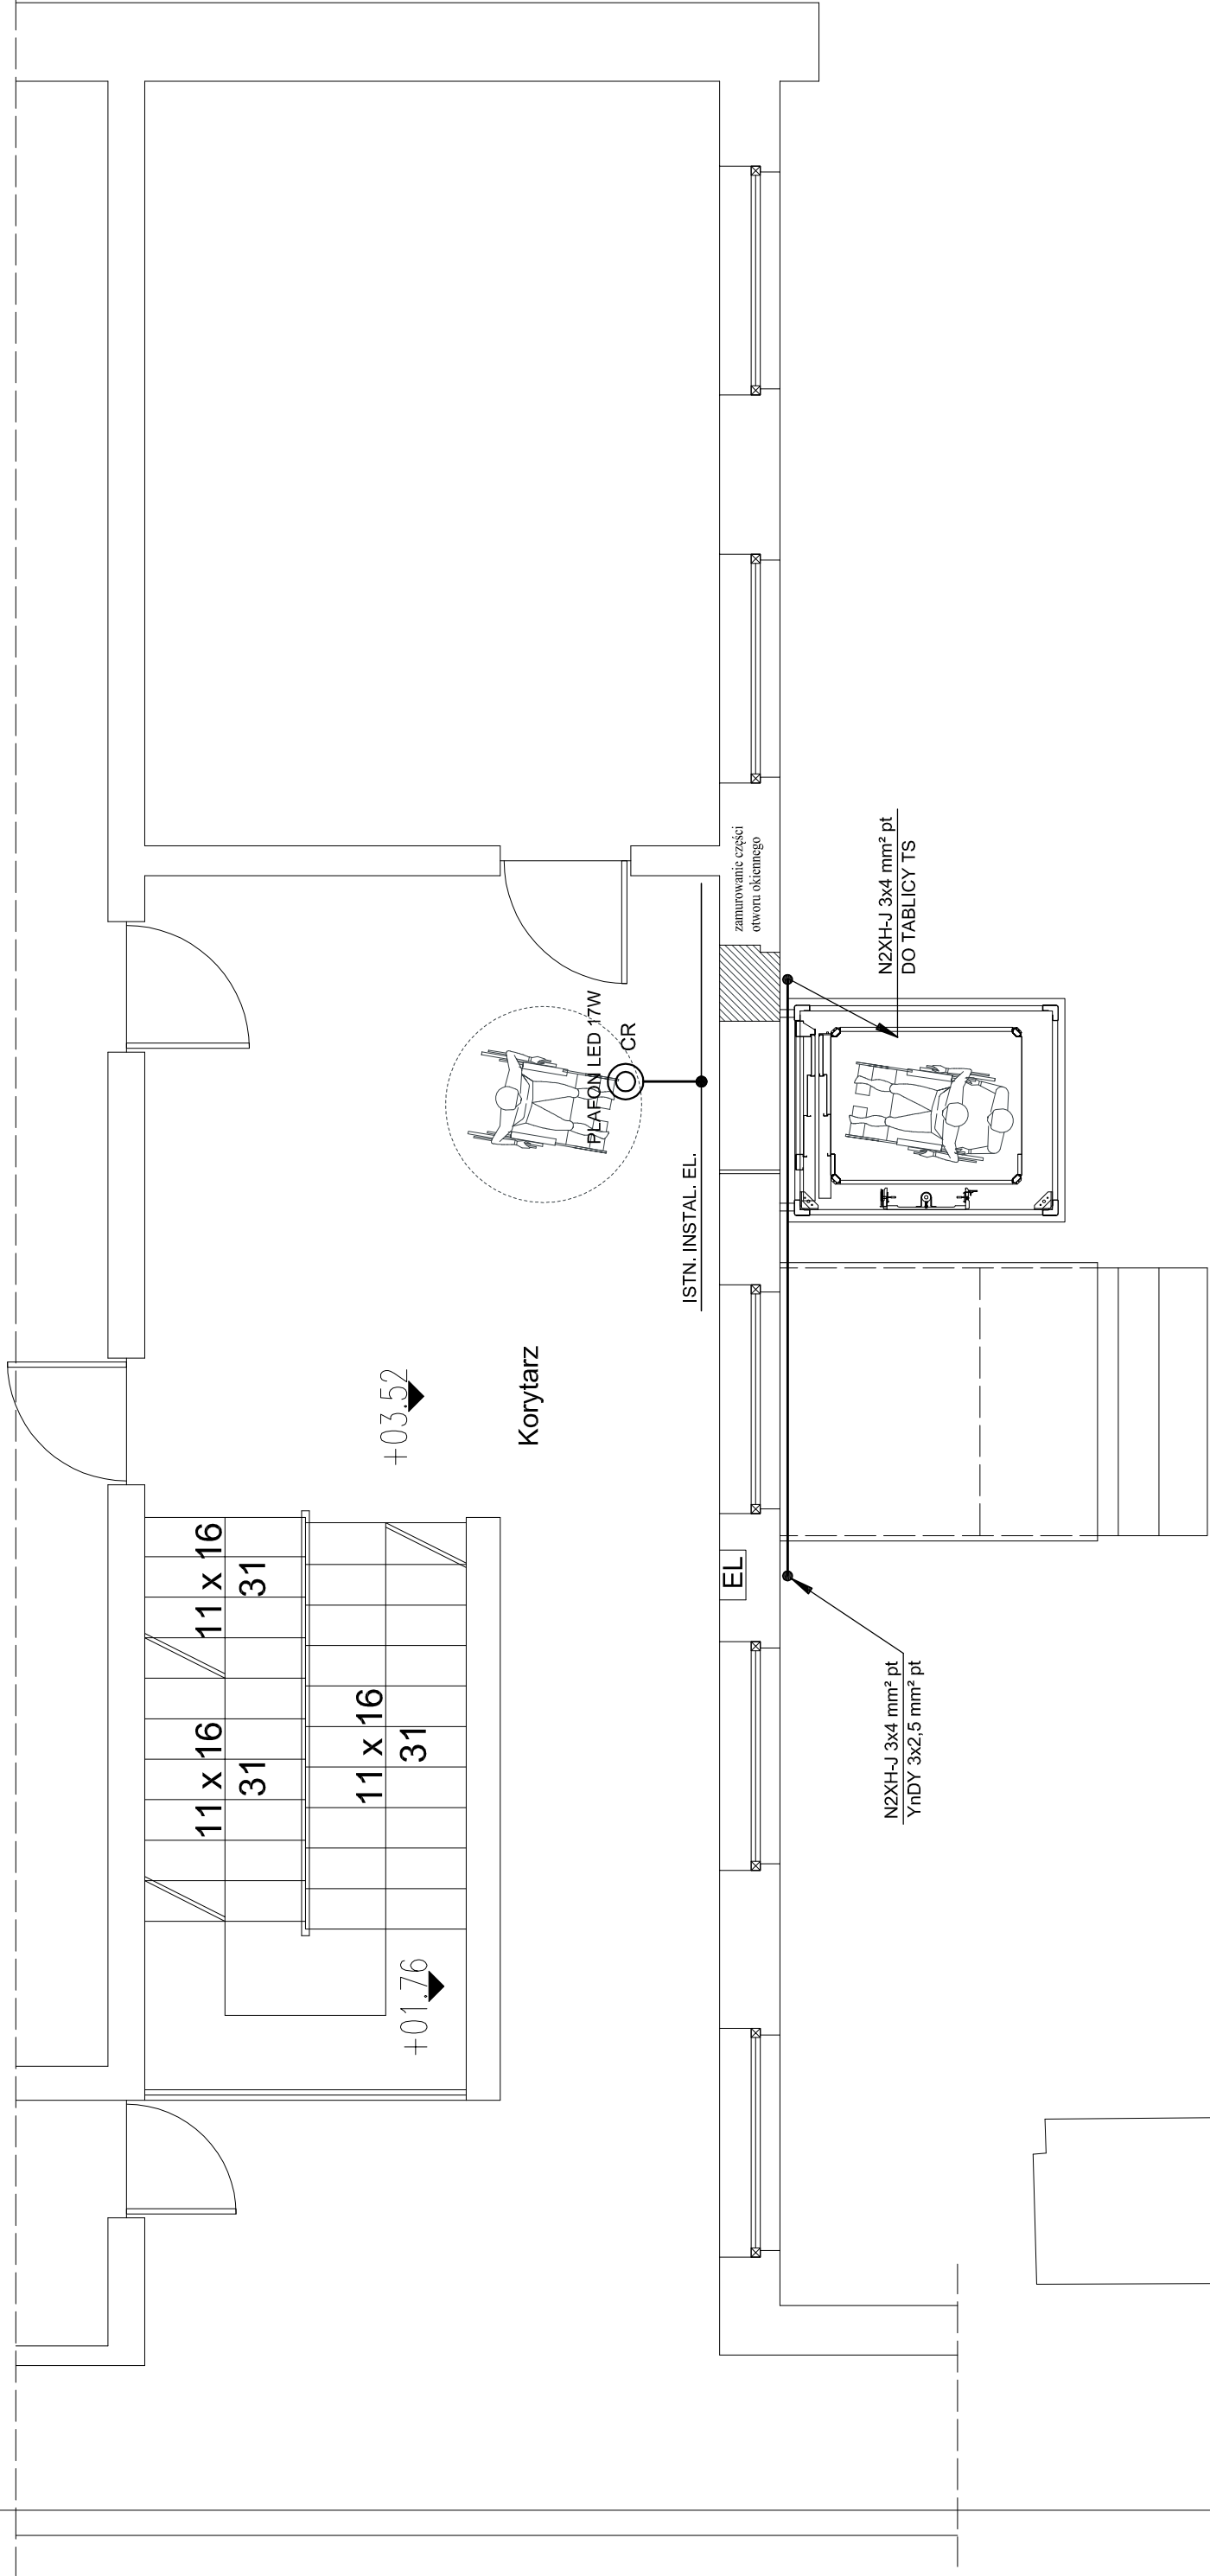 zamurowanie części
otworu okiennego
N2XH-J 3x4 mm² pt
DO TABLICY TS
PLAFON LED 17W
CR
ISTN. INSTAL. EL.
+03.52
Korytarz
11 x 16
31
11 x 16
31
11 x 16
31
EL
N2XH-J 3x4 mm² pt
YnDY 3x2,5 mm² pt
+01.76